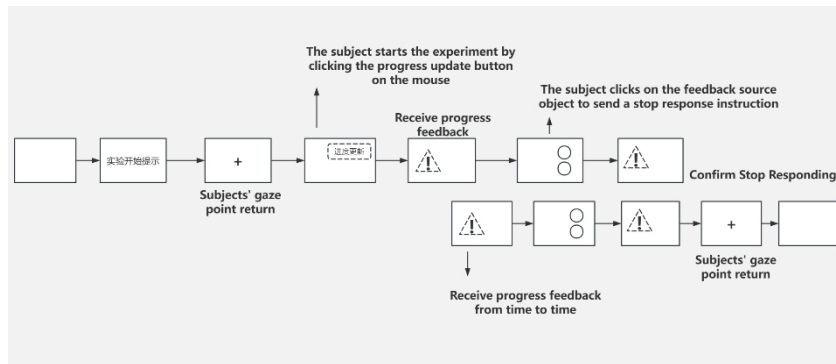 The subject starts the experiment by
clicking the progress update button
on the mouse
The subject clicks on the feedback source
object to send a stop response instruction
Receive progress
feedback
实验开始提示
+
进度更新
!
!
Subjects' gaze
point return
Confirm Stop Responding
!
!
+
Subjects' gaze
point return
Receive progress feedback
from time to time